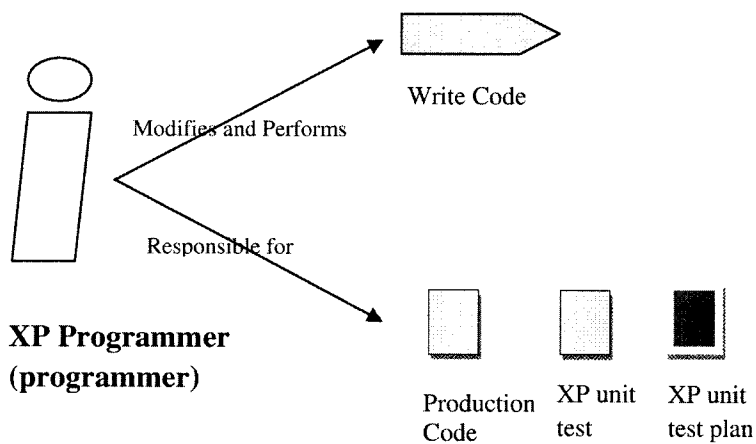 Write Code
Modifies and Performs
Responsible for
XP Programmer
(programmer)
Production
Code
XP unit
test
XP unit
test plan